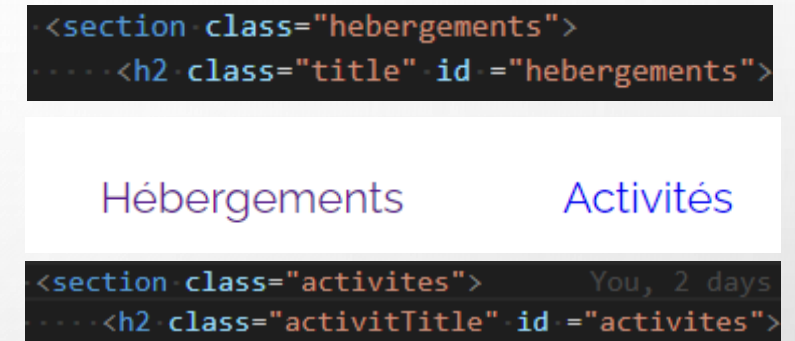 <section class="hebergements">
<h2 class="title" id ="hebergements">
Hébergements Activités
<section class="activites"> You, 2 days
<h2 class="activitTitle" id ="activites">